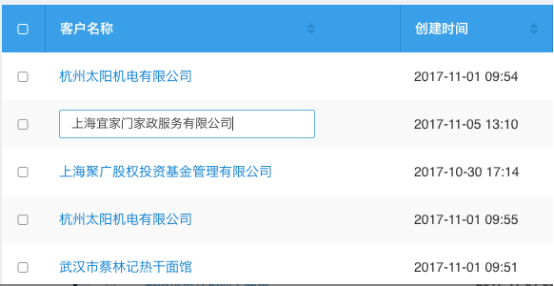 客户名称 创建时间
杭州太阳机电有限公司 2017-11-01 09:54
上海宜家门家政服务有限公司 2017-11-05 13:10
上海聚广股权投资基金管理有限公司 2017-10-30 17:14
杭州太阳机电有限公司 2017-11-01 09:55
武汉市蔡林记热干面馆 2017-11-01 09:51